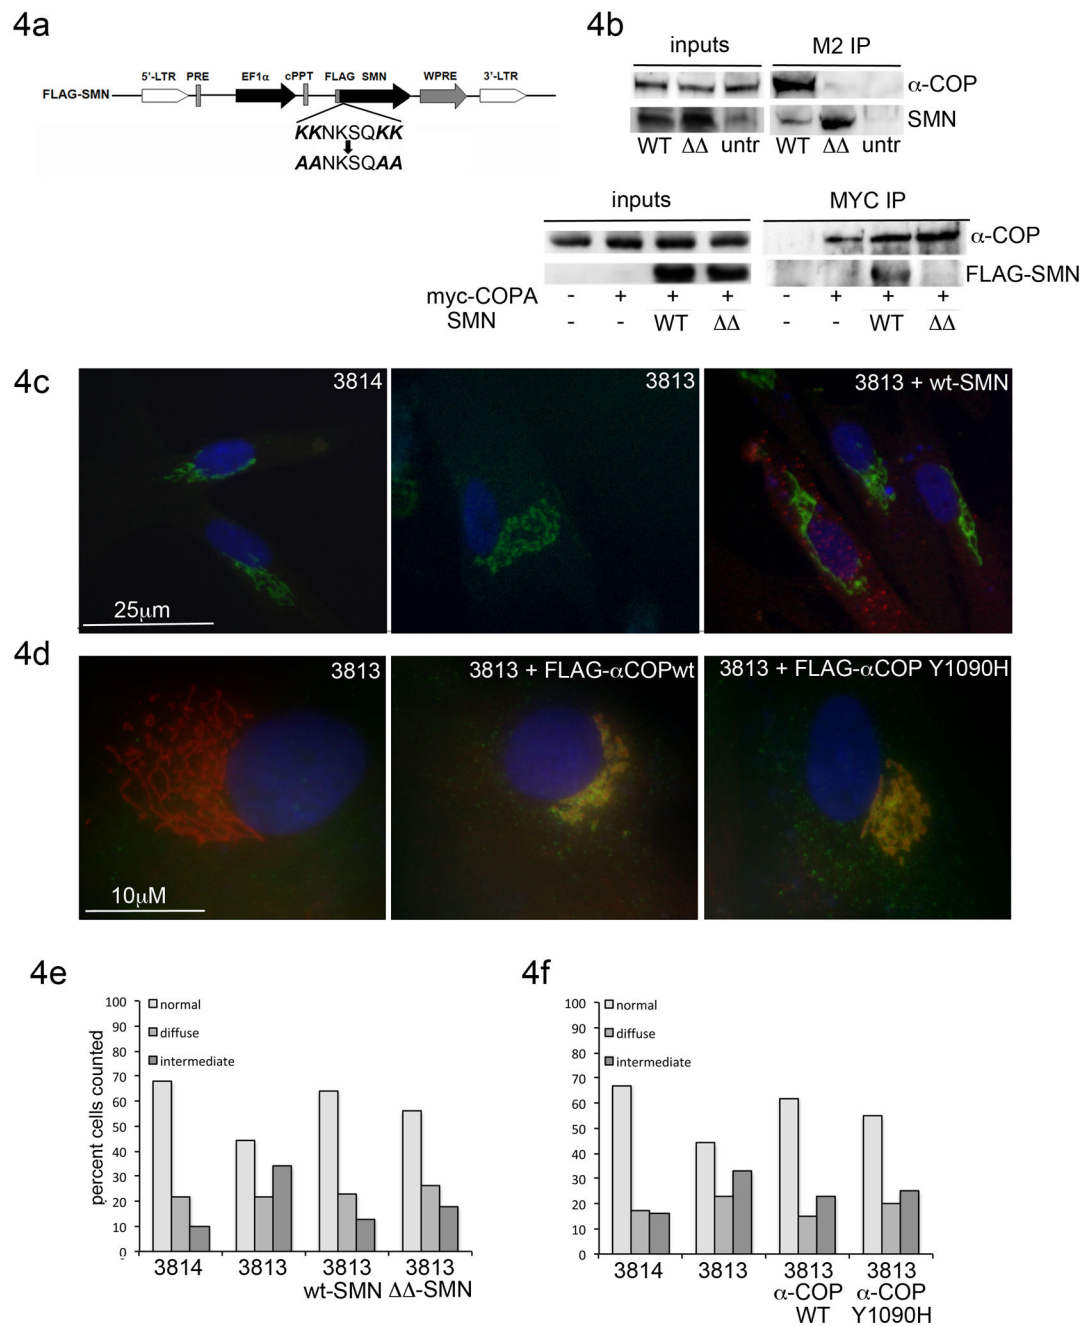 4a
5'-LTR PRE EF1α cPPT FLAG SMN WPRE 3'-LTR
FLAG-SMN
KKNKSQKK
AANKSQAA
4b
inputs M2 IP
α-COP
SMN
WT ΔΔ untr WT ΔΔ untr
inputs MYC IP
α-COP
FLAG-SMN
myc-COPA - + + + - + + +
SMN - - WT ΔΔ - - WT ΔΔ
4c
3814 3813 3813 + wt-SMN
25μm
4d
3813 3813 + FLAG-αCOPwt 3813 + FLAG-αCOP Y1090H
10μM
4e
percent cells counted
100
90
80
70
60
50
40
30
20
10
0
normal
diffuse
intermediate
3814 3813 3813 3813
wt-SMN ΔΔ-SMN
4f
100
90
80
70
60
50
40
30
20
10
0
normal
diffuse
intermediate
3814 3813 3813 3813
α-COP α-COP
WT Y1090H